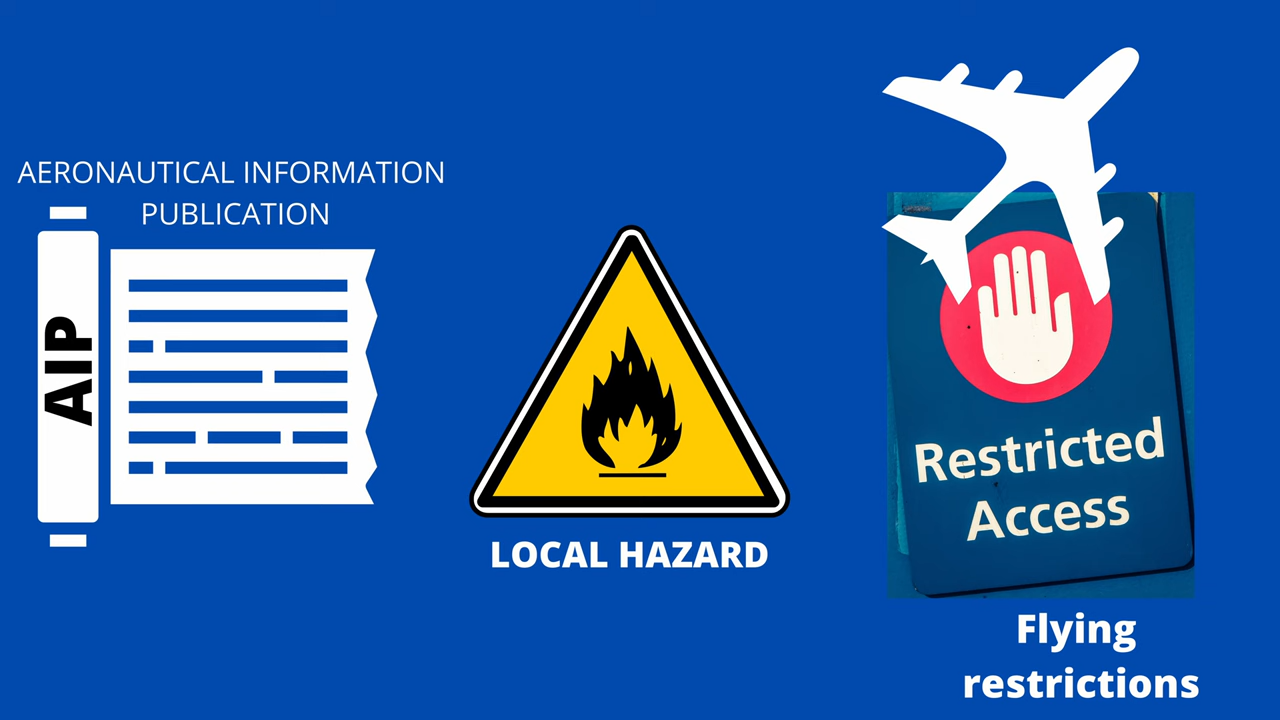 AERONAUTICAL INFORMATION
PUBLICATION
AIP
LOCAL HAZARD
Restricted
Access
Flying
restrictions